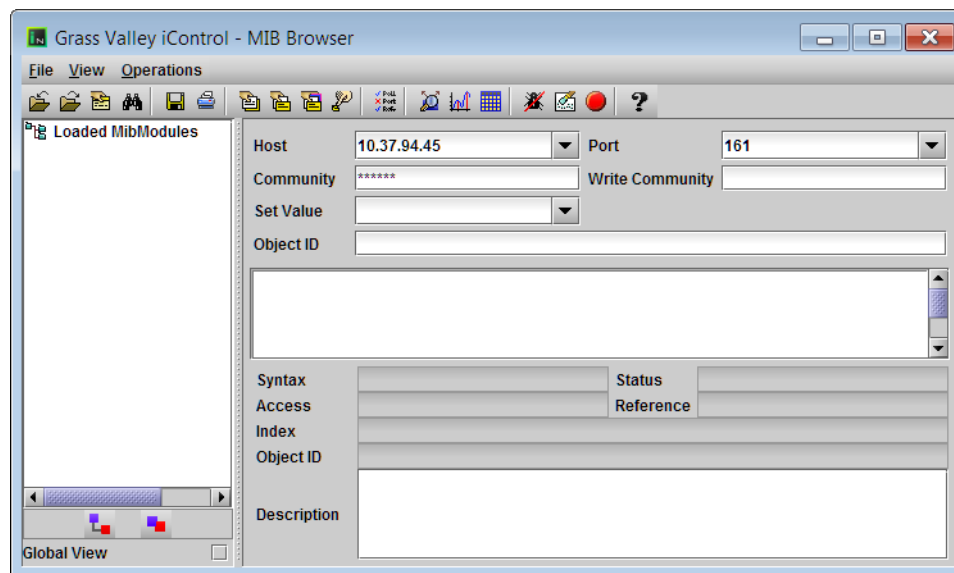 Grass Valley iControl - MIB Browser
File View Operations
Loaded MibModules
Host 10.37.94.45 Port 161
Community ****** Write Community
Set Value
Object ID
Syntax Status
Access Reference
Index
Object ID
Description
Global View